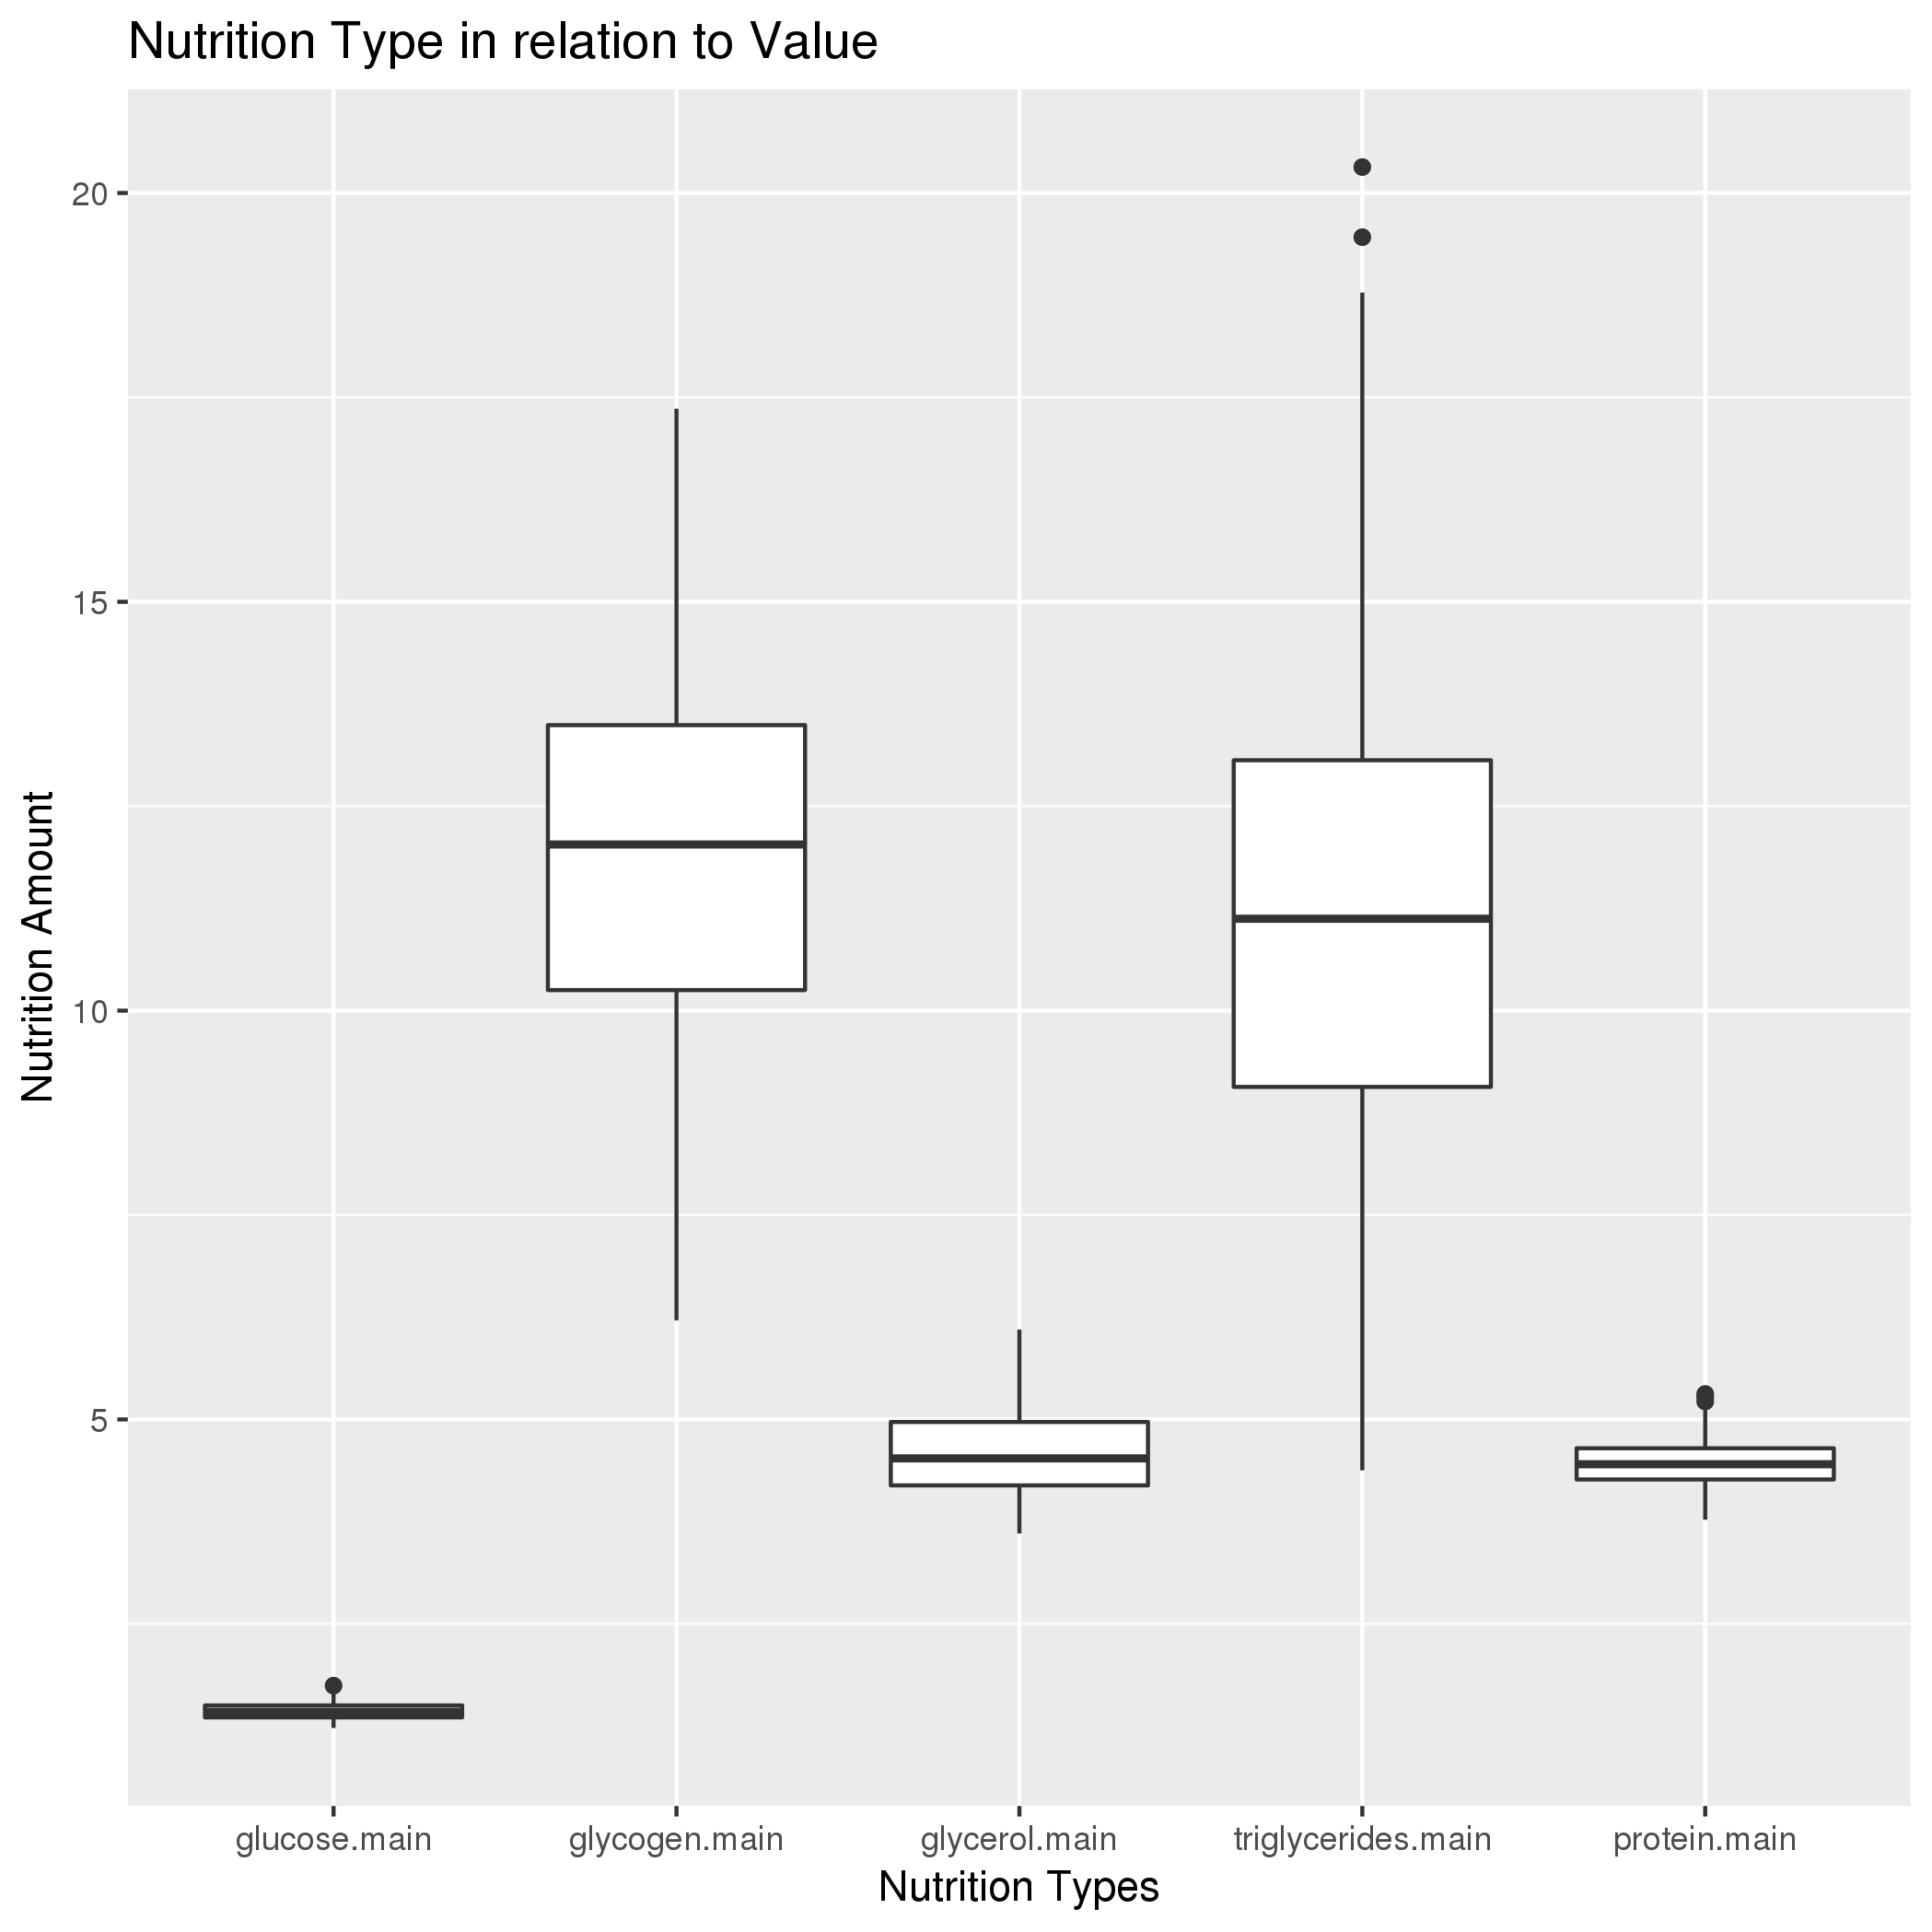 Nutrition Type in relation to Value
Nutrition Amount
20
15
10
5
glucose.main
glycogen.main
glycerol.main
triglycerides.main
protein.main
Nutrition Types